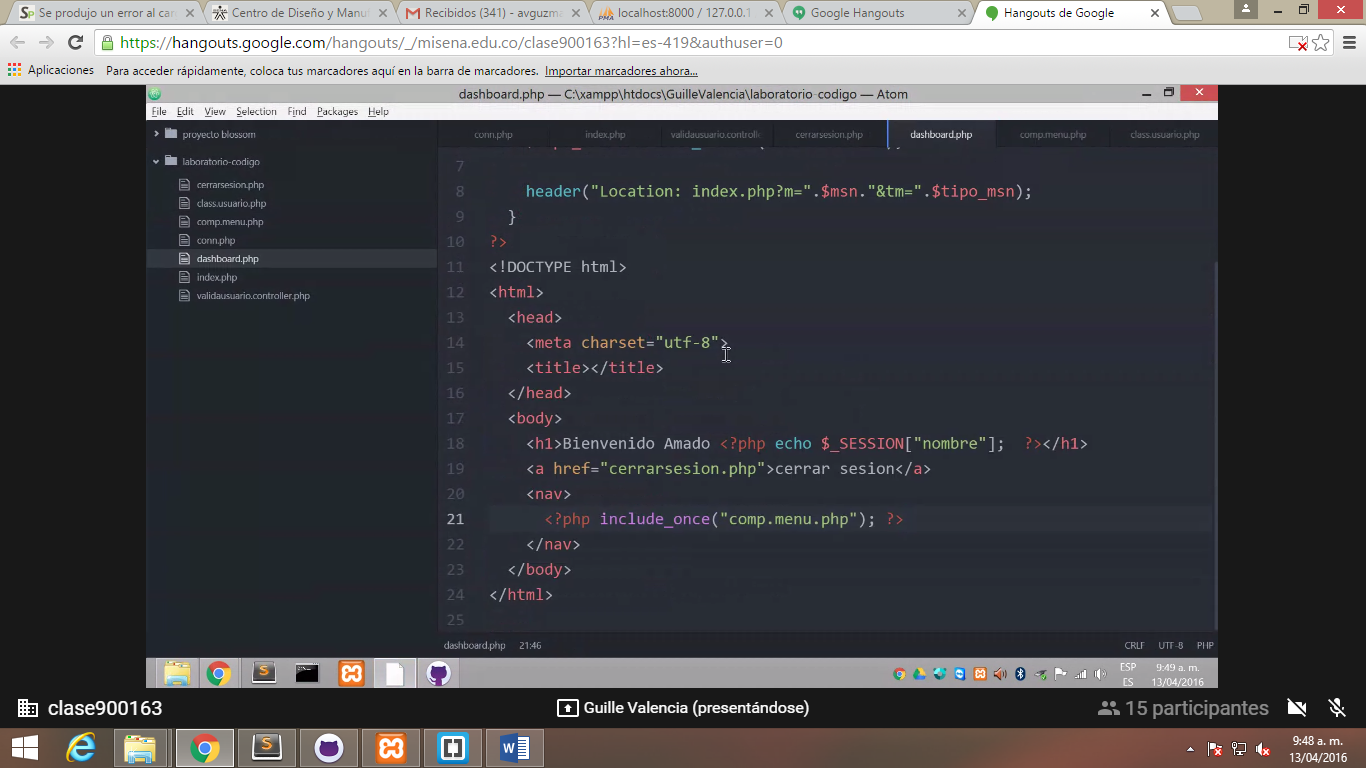 Se produjo un error al car
Centro de Diseño y Manu
Recibidos (341) - avguzma
localhost:8000 / 127.0.0.1
Google Hangouts
Hangouts de Google
https://hangouts.google.com/hangouts/_/misena.edu.co/clase900163?hl=es-419&authuser=0
Aplicaciones
Para acceder rápidamente, coloca tus marcadores aquí en la barra de marcadores. Importar marcadores ahora...
dashboard.php — C:\xampp\htdocs\GuilleValencia\laboratorio-codigo — Atom
File Edit View Selection Find Packages Help
proyecto blossom
laboratorio-codigo
cerrarsesion.php
class.usuario.php
comp.menu.php
conn.php
dashboard.php
index.php
validausuario.controller.php
conn.php
index.php
validausuario.controlle
cerrarsesion.php
dashboard.php
comp.menu.php
class.usuario.php
7
8 header("Location: index.php?m=".$msn."&tm=".$tipo_msn);
9 }
10 ?>
11 <!DOCTYPE html>
12 <html>
13 <head>
14 <meta charset="utf-8">
15 <title></title>
16 </head>
17 <body>
18 <h1>Bienvenido Amado <?php echo $_SESSION["nombre"];  ?></h1>
19 <a href="cerrarsesion.php">cerrar sesion</a>
20 <nav>
21 <?php include_once("comp.menu.php"); ?>
22 </nav>
23 </body>
24 </html>
25
dashboard.php 21:46
CRLF UTF-8 PHP
ESP
ES
9:49 a. m.
13/04/2016
clase900163
Guille Valencia (presentándose)
15 participantes
9:48 a. m.
13/04/2016